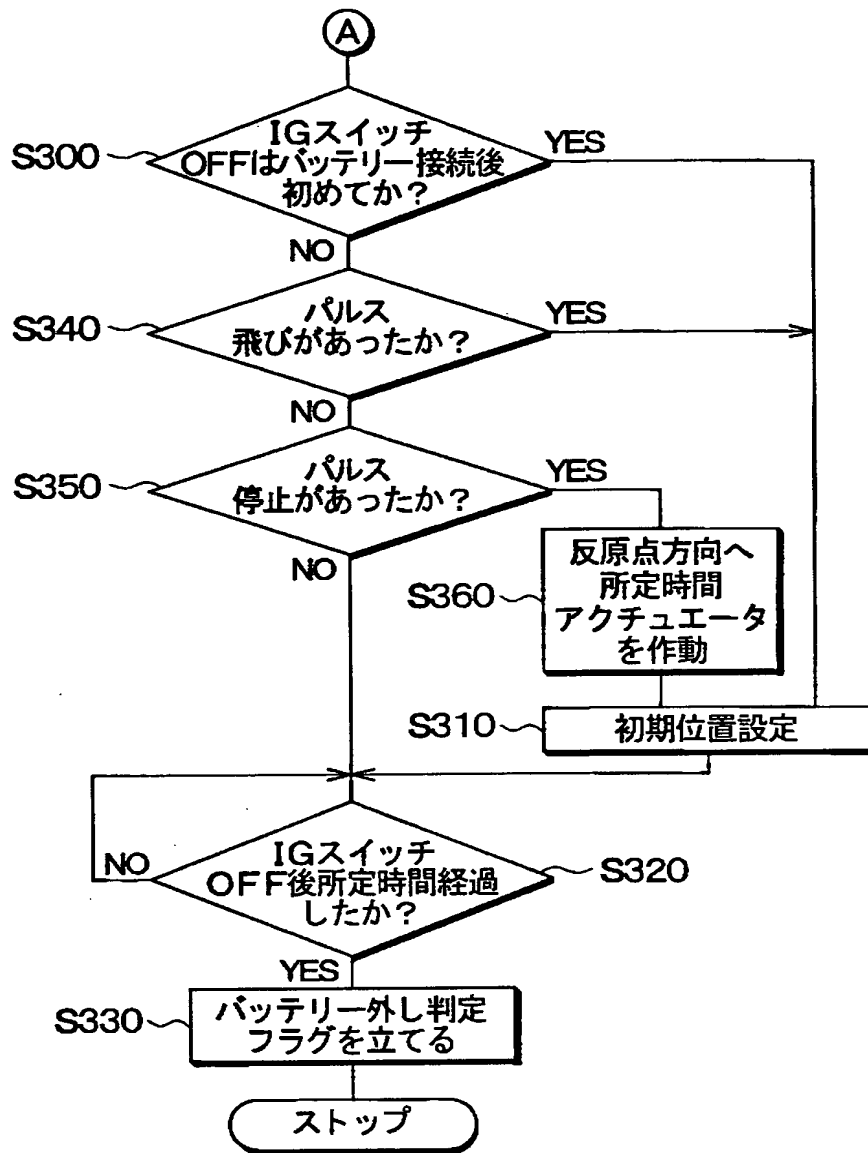 A
S300
IGスイッチ
OFFはバッテリー接続後
初めてか？
YES
NO
S340
パルス
飛びがあったか？
YES
NO
S350
パルス
停止があったか？
YES
NO
S360
反原点方向へ
所定時間
アクチュエータ
を作動
S310
初期位置設定
NO
IGスイッチ
OFF後所定時間経過
したか？
S320
YES
S330
バッテリー外し判定
フラグを立てる
ストップ